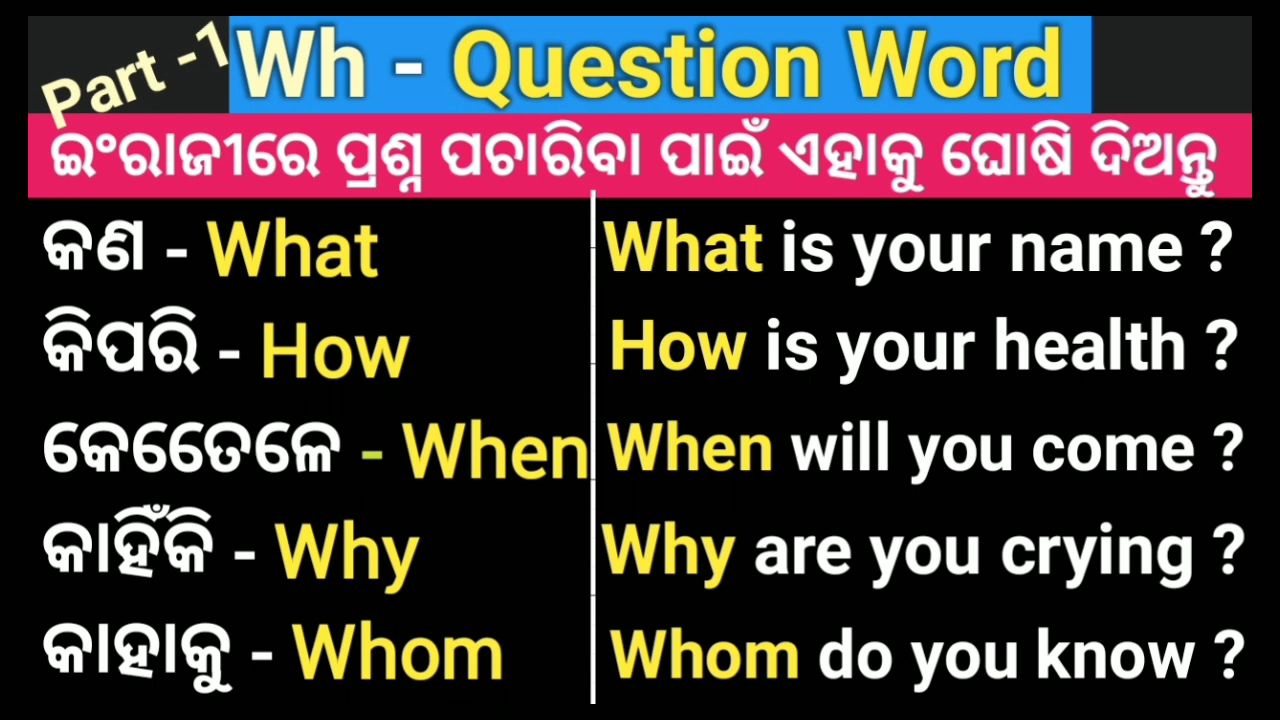 Part -1
Wh - Question Word
ଇଂରାଜୀରେ ପ୍ରଶ୍ନ ପଚାରିବା ପାଇଁ ଏହାକୁ ଘୋଷି ଦିଅନ୍ତୁ
କଣ - What
What is your name ?
କିପରି - How
How is your health ?
କେତେୈଳେ - When
When will you come ?
କାହିଁକି - Why
Why are you crying ?
କାହାକୁ - Whom
Whom do you know ?